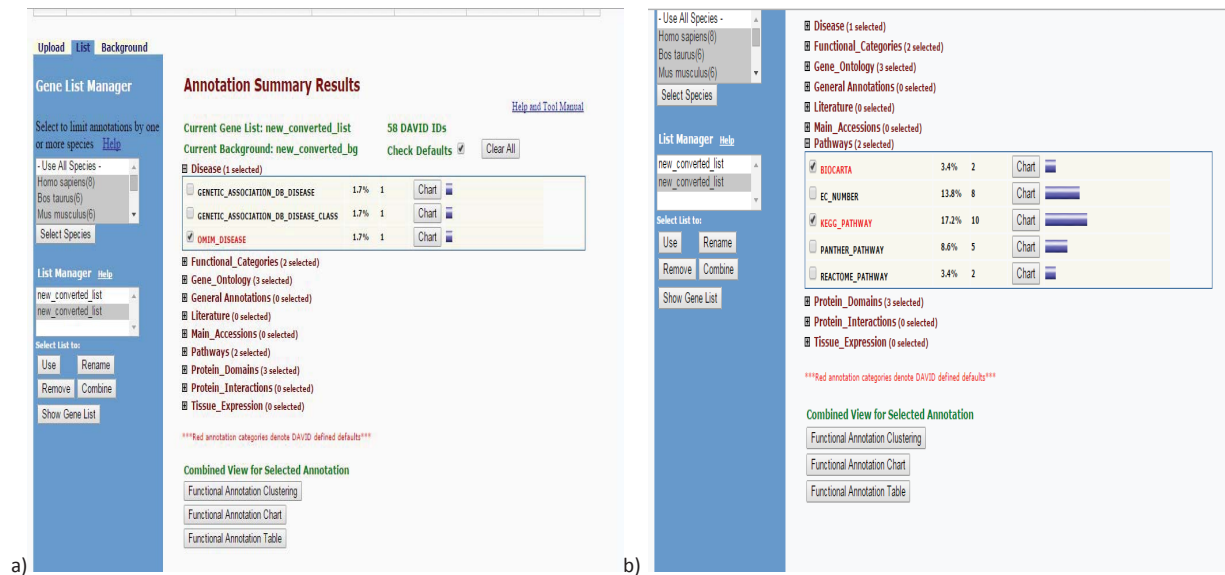 Upload List Background
Gene List Manager
Select to limit annotations by one
or more species Help
- Use All Species -
Homo sapiens(8)
Bos taurus(6)
Mus musculus(6)
Select Species
List Manager Help
new_converted_list
new_converted_list
Select List to:
Use Rename
Remove Combine
Show Gene List
Annotation Summary Results
Help and Tool Manual
Current Gene List: new_converted_list 58 DAVID IDs
Current Background: new_converted_bg Check Defaults Clear All
Disease (1 selected)
GENETIC_ASSOCIATION_DB_DISEASE 1.7% 1 Chart
GENETIC_ASSOCIATION_DB_DISEASE_CLASS 1.7% 1 Chart
OMIM_DISEASE 1.7% 1 Chart
Functional_Categories (2 selected)
Gene_Ontology (3 selected)
General Annotations (0 selected)
Literature (0 selected)
Main_Accessions (0 selected)
Pathways (2 selected)
Protein_Domains (3 selected)
Protein_Interactions (0 selected)
Tissue_Expression (0 selected)
***Red annotation categories denote DAVID defined defaults***
Combined View for Selected Annotation
Functional Annotation Clustering
Functional Annotation Chart
Functional Annotation Table
a)
- Use All Species -
Homo sapiens(8)
Bos taurus(6)
Mus musculus(6)
Select Species
List Manager Help
new_converted_list
new_converted_list
Select List to:
Use Rename
Remove Combine
Show Gene List
Disease (1 selected)
Functional_Categories (2 selected)
Gene_Ontology (3 selected)
General Annotations (0 selected)
Literature (0 selected)
Main_Accessions (0 selected)
Pathways (2 selected)
BIOCARTA 3.4% 2 Chart
EC_NUMBER 13.8% 8 Chart
KEGG_PATHWAY 17.2% 10 Chart
PANTHER_PATHWAY 8.6% 5 Chart
REACTOME_PATHWAY 3.4% 2 Chart
Protein_Domains (3 selected)
Protein_Interactions (0 selected)
Tissue_Expression (0 selected)
***Red annotation categories denote DAVID defined defaults***
Combined View for Selected Annotation
Functional Annotation Clustering
Functional Annotation Chart
Functional Annotation Table
b)